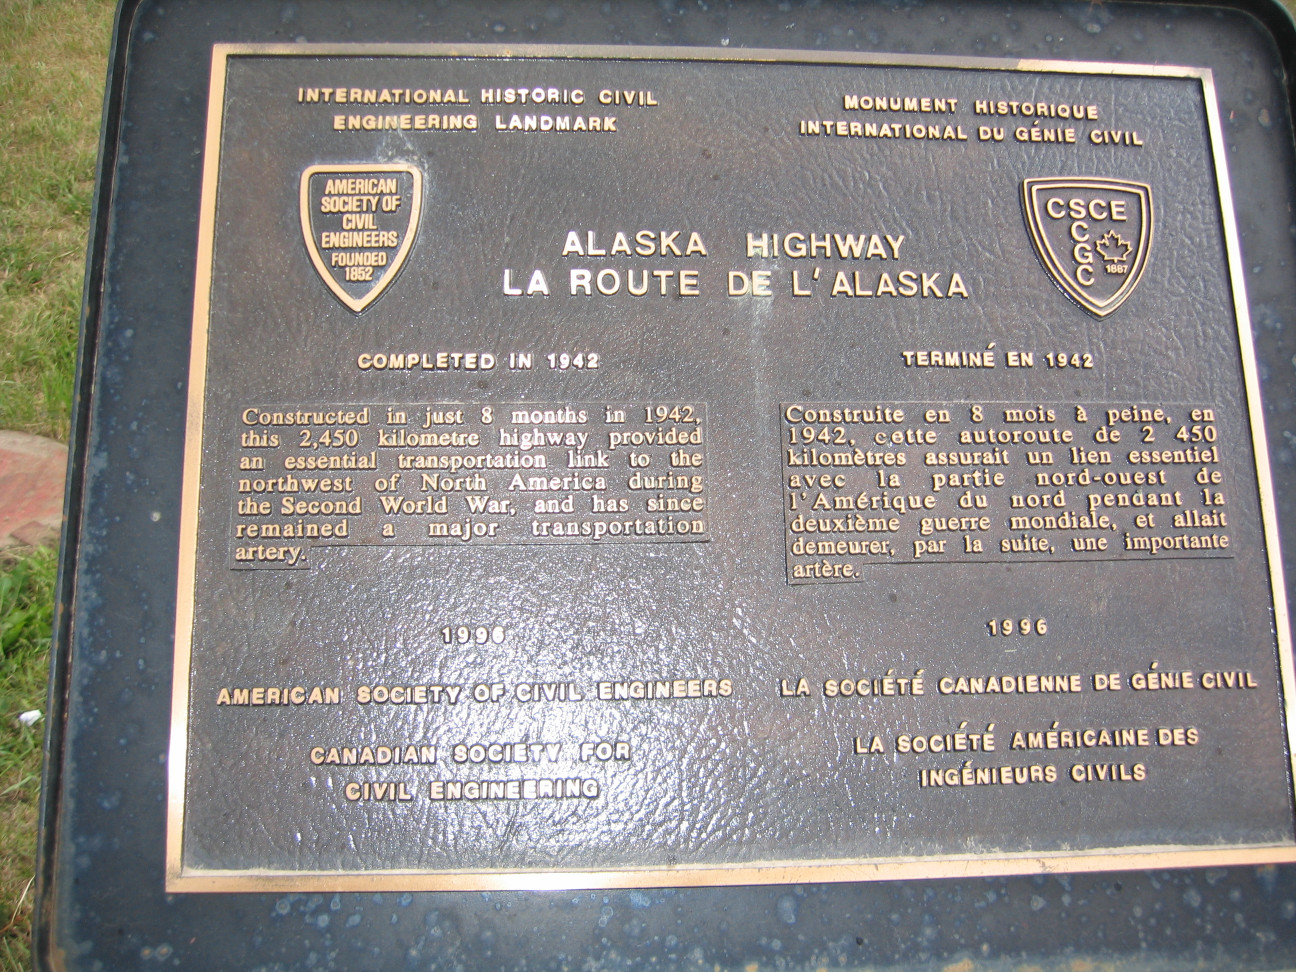 INTERNATIONAL HISTORIC CIVIL
ENGINEERING LANDMARK
MONUMENT HISTORIQUE
INTERNATIONAL DU GÉNIE CIVIL
AMERICAN
SOCIETY OF
CIVIL
ENGINEERS
FOUNDED
1852
CSCE
C
G
C
1887
ALASKA HIGHWAY
LA ROUTE DE L'ALASKA
COMPLETED IN 1942
Constructed in just 8 months in 1942,
this 2,450 kilometre highway provided
an essential transportation link to the
northwest of North America during
the Second World War, and has since
remained a major transportation
artery.
1996
AMERICAN SOCIETY OF CIVIL ENGINEERS
CANADIAN SOCIETY FOR
CIVIL ENGINEERING
TERMINÉ EN 1942
Construite en 8 mois à peine, en
1942, cette autoroute de 2 450
kilomètres assurait un lien essentiel
avec la partie nord-ouest de
l'Amérique du nord pendant la
deuxième guerre mondiale, et allait
demeurer, par la suite, une importante
artère.
1996
LA SOCIÉTÉ CANADIENNE DE GÉNIE CIVIL
LA SOCIÉTÉ AMÉRICAINE DES
INGÉNIEURS CIVILS